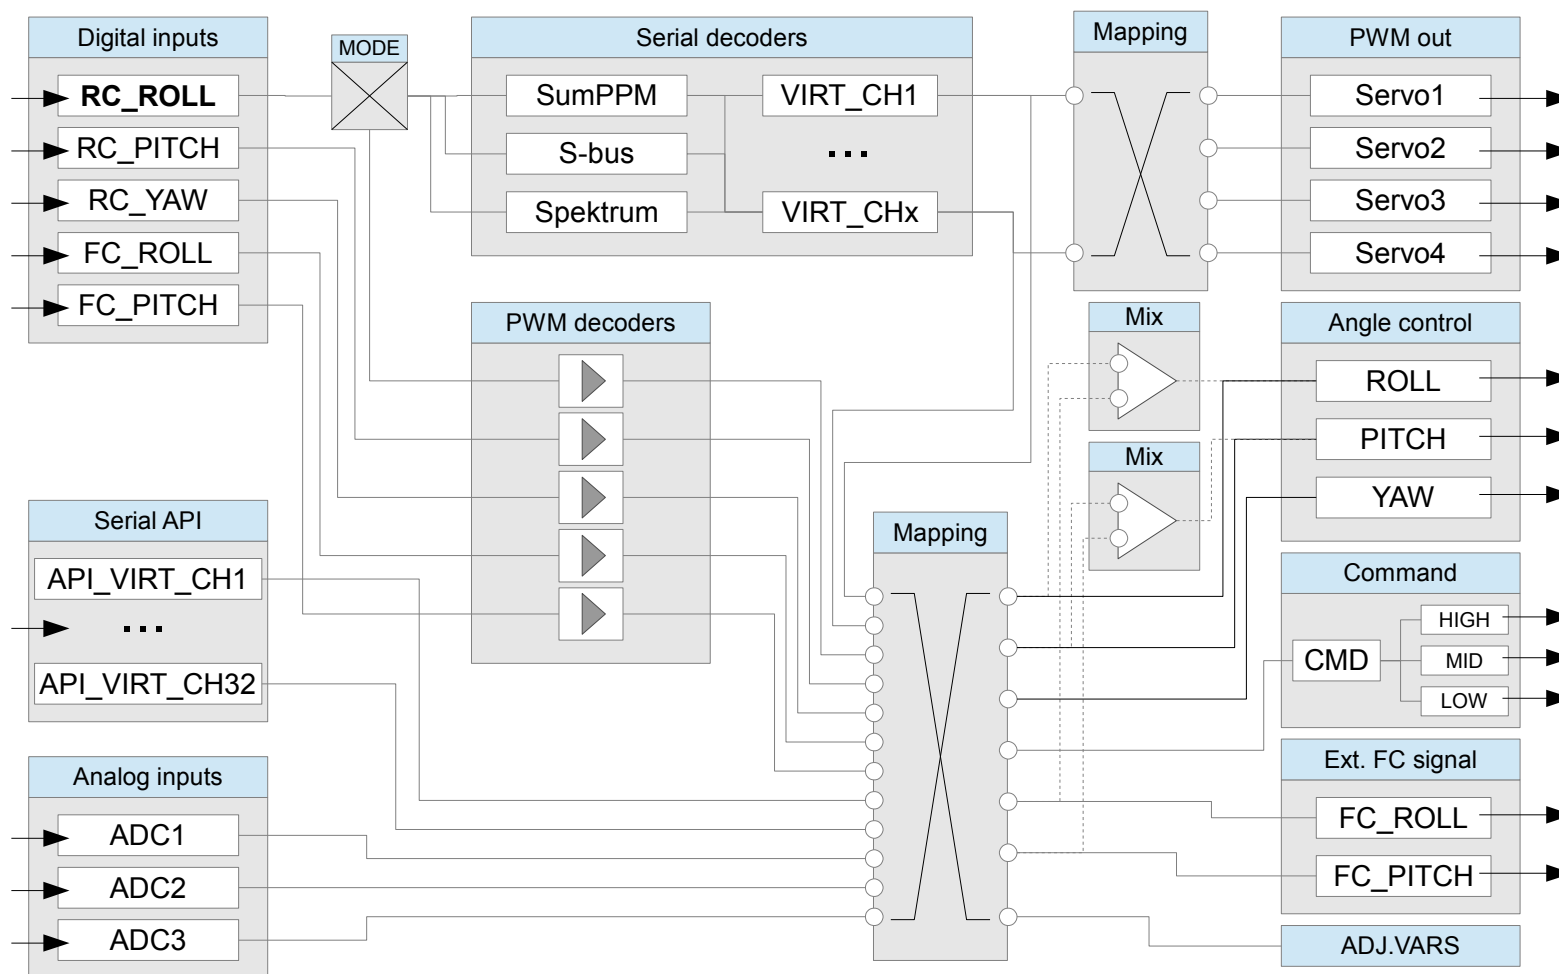 Digital inputs
RC_ROLL
RC_PITCH
RC_YAW
FC_ROLL
FC_PITCH
MODE
Serial decoders
SumPPM
S-bus
Spektrum
VIRT_CH1
...
VIRT_CHx
Mapping
PWM out
Servo1
Servo2
Servo3
Servo4
PWM decoders
Mix
Mix
Angle control
ROLL
PITCH
YAW
Serial API
API_VIRT_CH1
...
API_VIRT_CH32
Mapping
Command
CMD
HIGH
MID
LOW
Analog inputs
ADC1
ADC2
ADC3
Ext. FC signal
FC_ROLL
FC_PITCH
ADJ.VARS